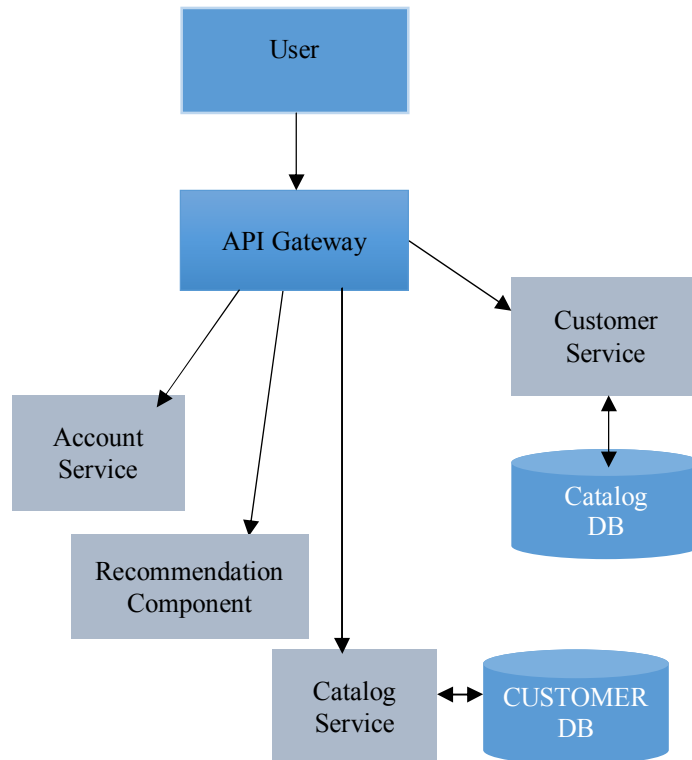 User
API Gateway
Customer
Service
Account
Service
Catalog
DB
Recommendation
Component
Catalog
Service
CUSTOMER
DB